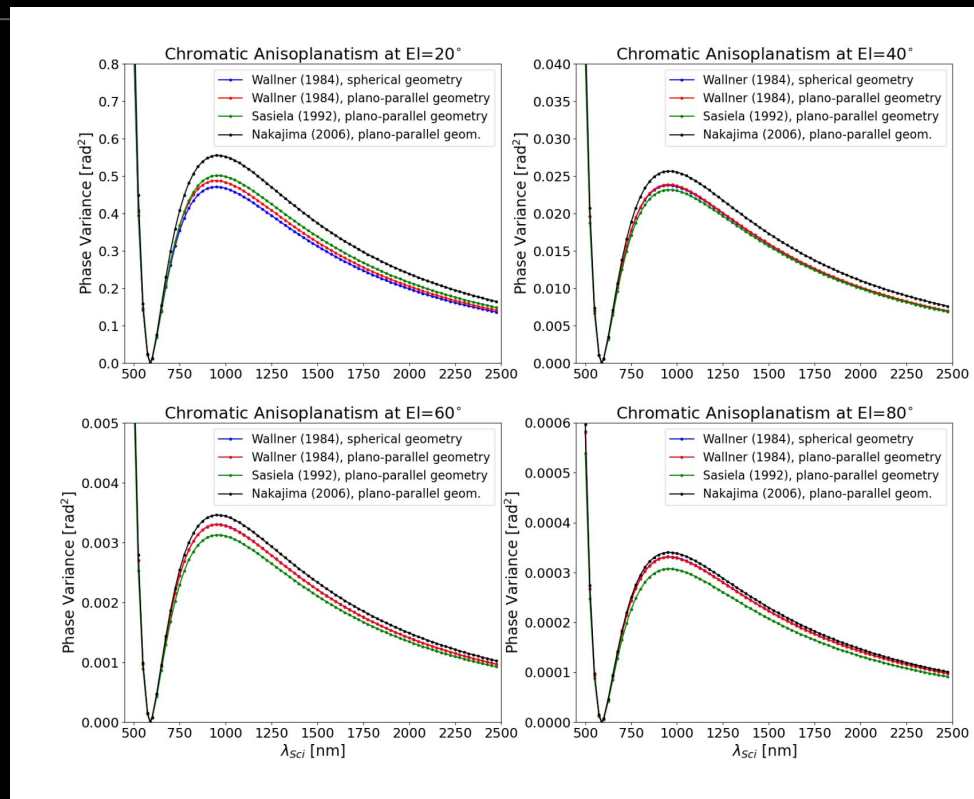 Chromatic Anisoplanatism at El=20°
Phase Variance [rad²]
0.8
0.7
0.6
0.5
0.4
0.3
0.2
0.1
0.0
Wallner (1984), spherical geometry
Wallner (1984), plano-parallel geometry
Sasiela (1992), plano-parallel geometry
Nakajima (2006), plano-parallel geom.
500 750 1000 1250 1500 1750 2000 2250 2500
Chromatic Anisoplanatism at El=40°
Phase Variance [rad²]
0.040
0.035
0.030
0.025
0.020
0.015
0.010
0.005
0.000
Wallner (1984), spherical geometry
Wallner (1984), plano-parallel geometry
Sasiela (1992), plano-parallel geometry
Nakajima (2006), plano-parallel geom.
500 750 1000 1250 1500 1750 2000 2250 2500
Chromatic Anisoplanatism at El=60°
Phase Variance [rad²]
0.005
0.004
0.003
0.002
0.001
0.000
Wallner (1984), spherical geometry
Wallner (1984), plano-parallel geometry
Sasiela (1992), plano-parallel geometry
Nakajima (2006), plano-parallel geom.
500 750 1000 1250 1500 1750 2000 2250 2500
λSci [nm]
Chromatic Anisoplanatism at El=80°
Phase Variance [rad²]
0.0006
0.0005
0.0004
0.0003
0.0002
0.0001
0.0000
Wallner (1984), spherical geometry
Wallner (1984), plano-parallel geometry
Sasiela (1992), plano-parallel geometry
Nakajima (2006), plano-parallel geom.
500 750 1000 1250 1500 1750 2000 2250 2500
λSci [nm]